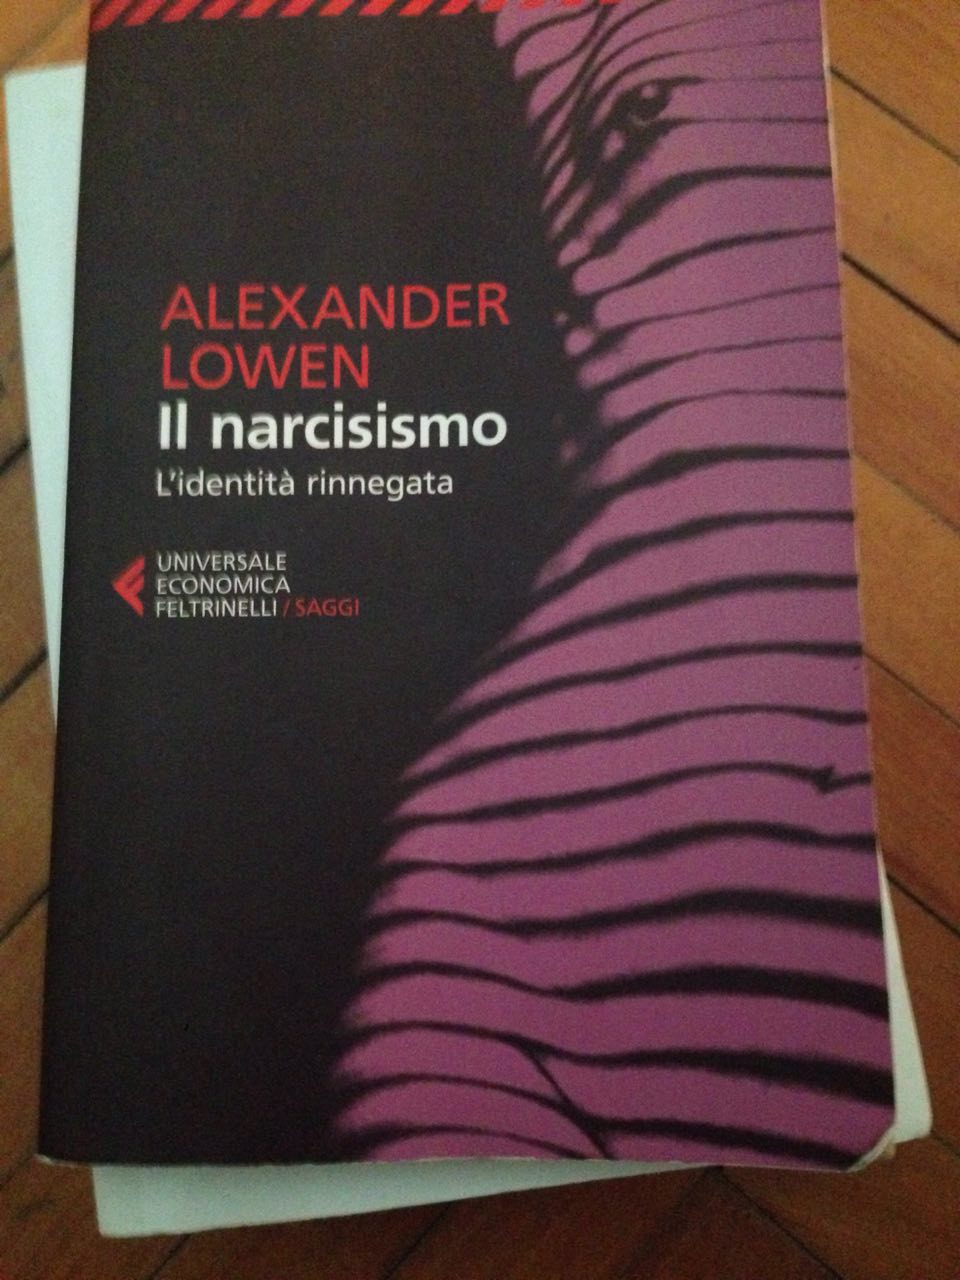 ALEXANDER
LOWEN
Il narcisismo
L'identità rinnegata
UNIVERSALE
ECONOMICA
FELTRINELLI / SAGGI